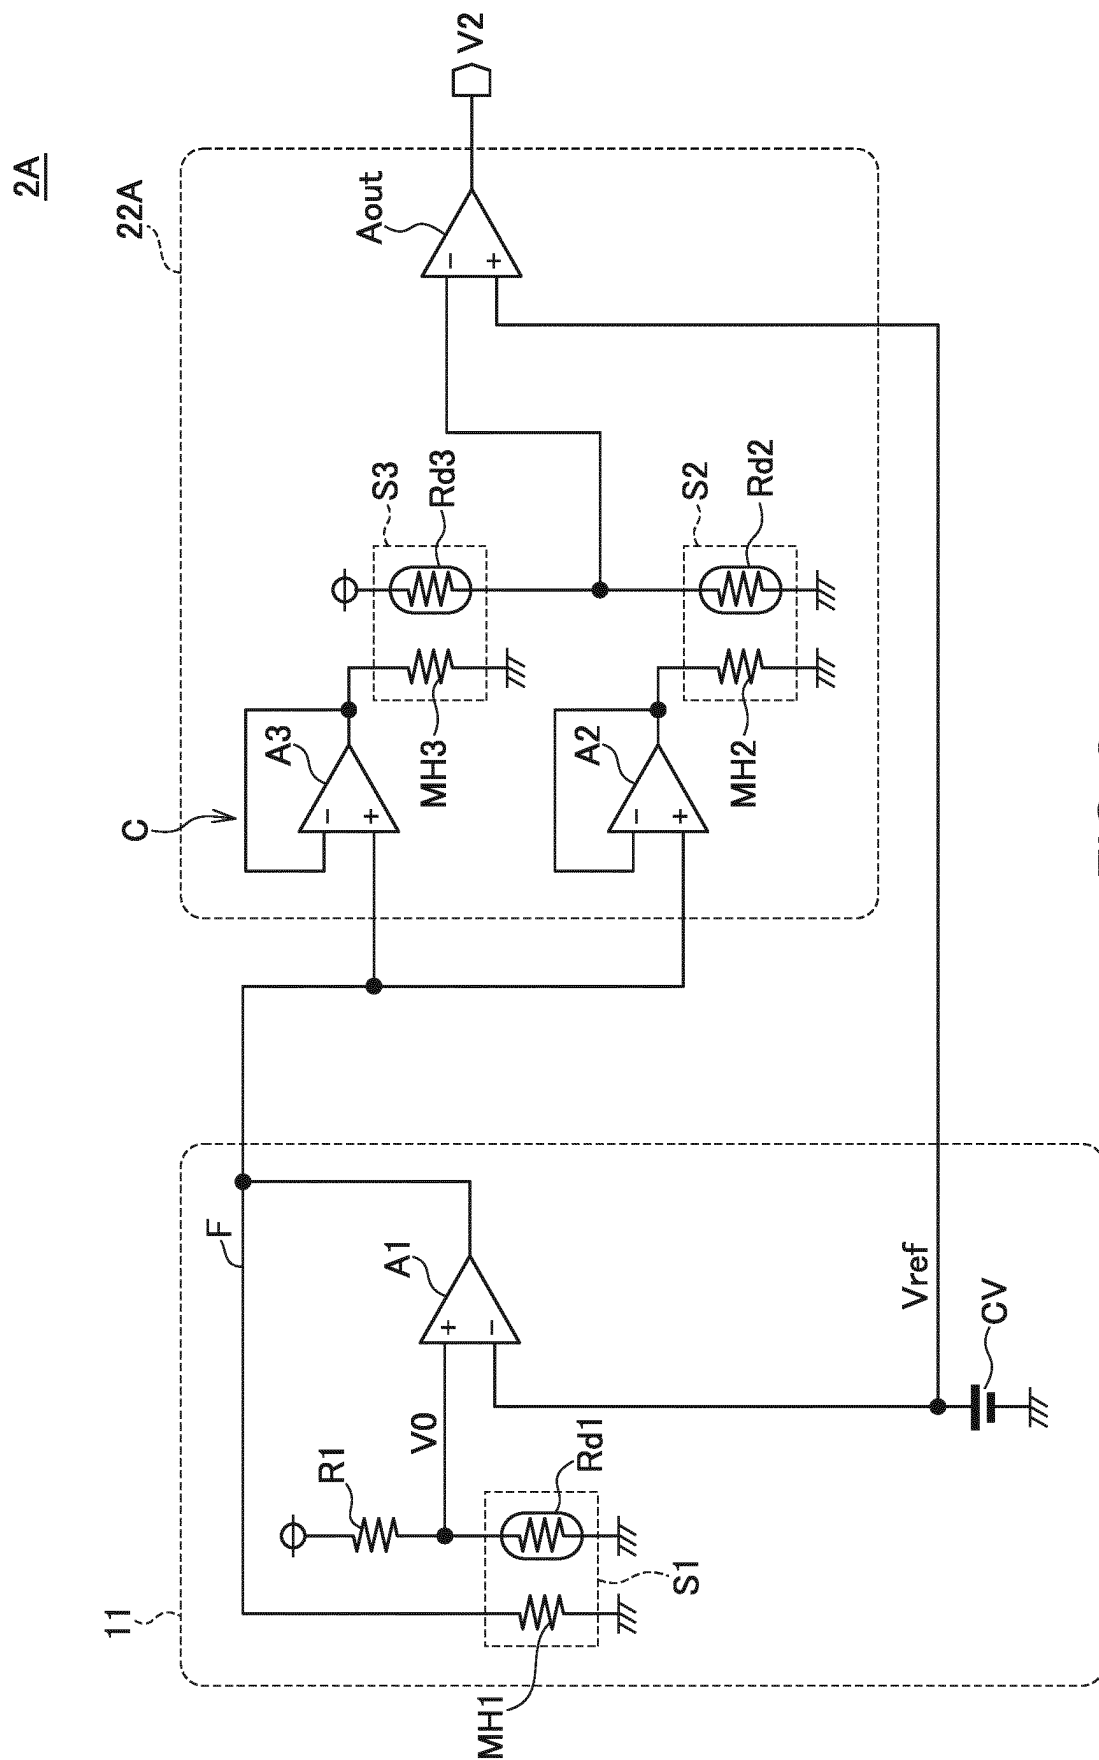 2A
22A
11
C
F
A3
A2
A1
Aout
V2
S3
Rd3
S2
Rd2
MH3
MH2
R1
V0
Rd1
S1
MH1
Vref
CV
−
+
−
+
−
+
+
−